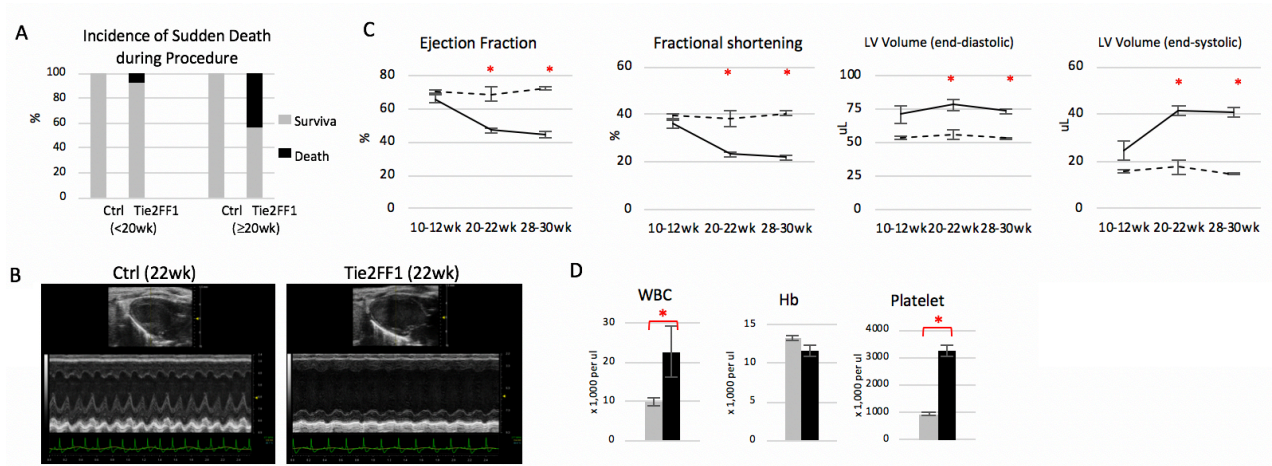 A
Incidence of Sudden Death
during Procedure
100
80
60
40
20
0
%
Surviva
Death
Ctrl Tie2FF1
(<20wk)
Ctrl Tie2FF1
(≥20wk)
C
Ejection Fraction
80
60
40
20
0
%
*
*
10-12wk 20-22wk 28-30wk
Fractional shortening
60
40
20
0
%
*
*
10-12wk 20-22wk 28-30wk
LV Volume (end-diastolic)
100
75
50
25
0
uL
*
*
10-12wk 20-22wk 28-30wk
LV Volume (end-systolic)
60
40
20
0
uL
*
*
10-12wk 20-22wk 28-30wk
B
Ctrl (22wk)
Tie2FF1 (22wk)
D
WBC
*
30
20
10
0
x 1,000 per ul
Hb
15
10
5
0
x 1,000 per ul
Platelet
*
4000
3000
2000
1000
0
x 1,000 per ul